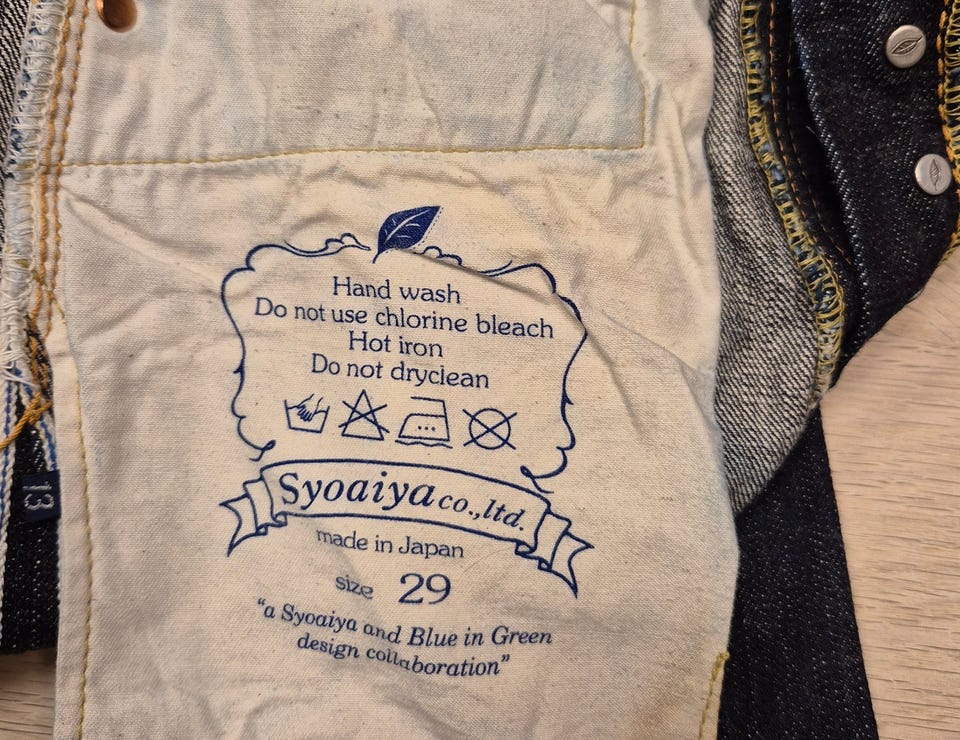 Hand wash
Do not use chlorine bleach
Hot iron
Do not dryclean
Syoaiya co.,ltd.
made in Japan
size 29
"a Syoaiya and Blue in Green
design collaboration"
13